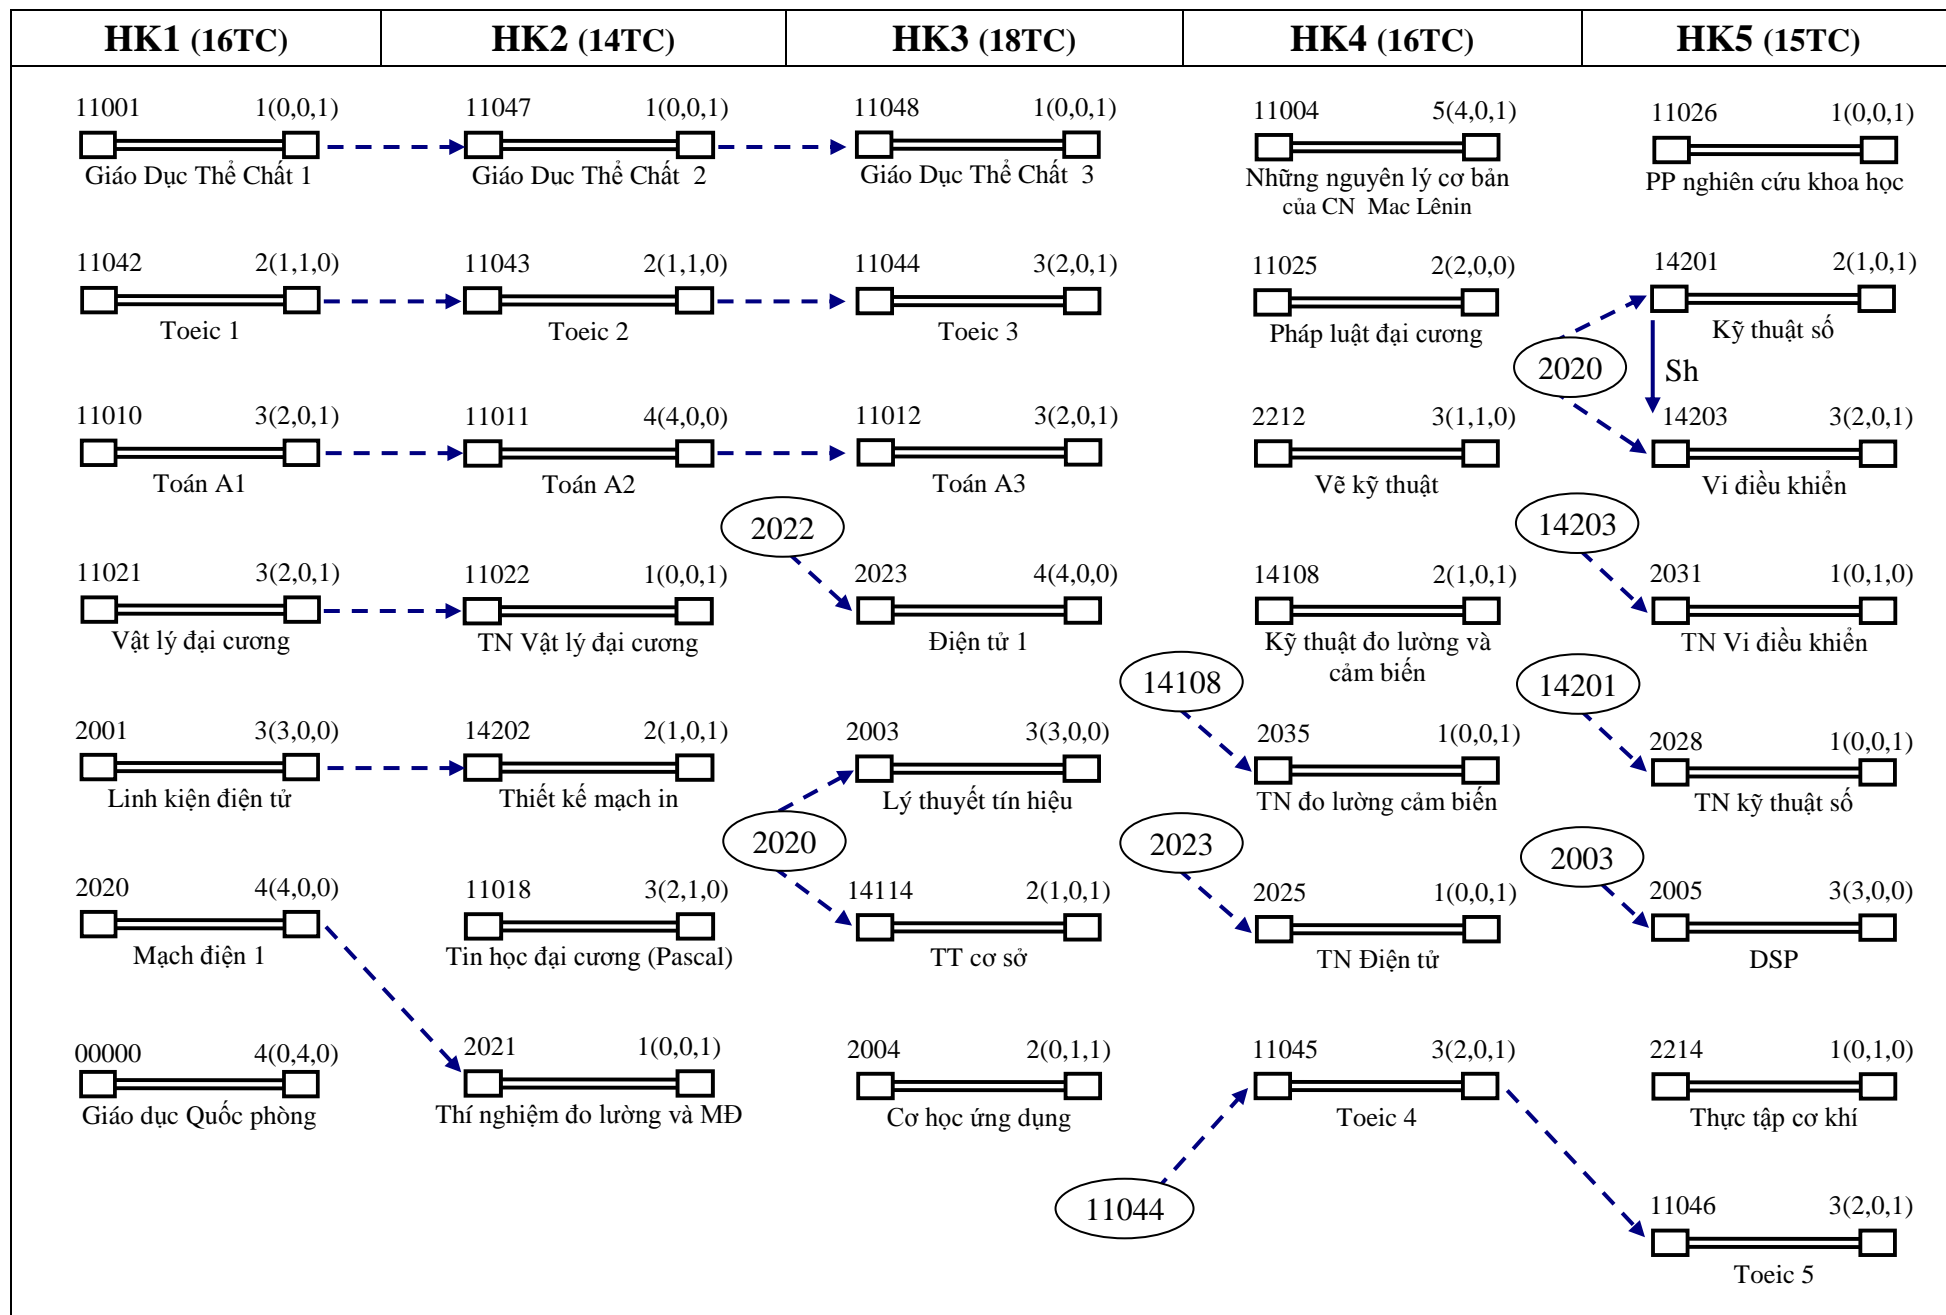 HK1 (16TC) HK2 (14TC) HK3 (18TC) HK4 (16TC) HK5 (15TC)
11001 1(0,0,1) 11047 1(0,0,1) 11048 1(0,0,1) 11004 5(4,0,1) 11026 1(0,0,1)
Giáo Dục Thể Chất 1 Giáo Duc Thể Chất 2 Giáo Dục Thể Chất 3 Những nguyên lý cơ bản PP nghiên cứu khoa học
của CN Mac Lênin
11042 2(1,1,0) 11043 2(1,1,0) 11044 3(2,0,1) 11025 2(2,0,0) 14201 2(1,0,1)
Toeic 1 Toeic 2 Toeic 3 Pháp luật đại cương Kỹ thuật số
2020 Sh
11010 3(2,0,1) 11011 4(4,0,0) 11012 3(2,0,1) 2212 3(1,1,0) 14203 3(2,0,1)
Toán A1 Toán A2 Toán A3 Vẽ kỹ thuật Vi điều khiển
2022 14203
11021 3(2,0,1) 11022 1(0,0,1) 2023 4(4,0,0) 14108 2(1,0,1) 2031 1(0,1,0)
Vật lý đại cương TN Vật lý đại cương Điện tử 1 Kỹ thuật đo lường và TN Vi điều khiển
cảm biến
14108 14201
2001 3(3,0,0) 14202 2(1,0,1) 2003 3(3,0,0) 2035 1(0,0,1) 2028 1(0,0,1)
Linh kiện điện tử Thiết kế mạch in Lý thuyết tín hiệu TN đo lường cảm biến TN kỹ thuật số
2020 2023 2003
2020 4(4,0,0) 11018 3(2,1,0) 14114 2(1,0,1) 2025 1(0,0,1) 2005 3(3,0,0)
Mạch điện 1 Tin học đại cương (Pascal) TT cơ sở TN Điện tử DSP
00000 4(0,4,0) 2021 1(0,0,1) 2004 2(0,1,1) 11045 3(2,0,1) 2214 1(0,1,0)
Giáo dục Quốc phòng Thí nghiệm đo lường và MĐ Cơ học ứng dụng Toeic 4 Thực tập cơ khí
11044 11046 3(2,0,1)
Toeic 5